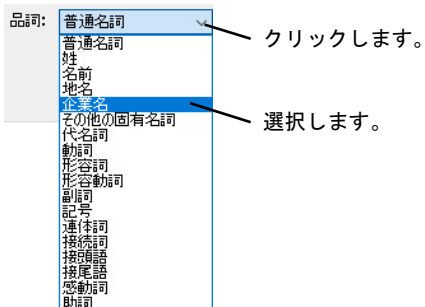 品詞: 普通名詞
クリックします。
普通名詞
姓
名前
地名
企業名
選択します。
その他の固有名詞
代名詞
動詞
形容詞
形容動詞
副詞
記号
連体詞
接続詞
接頭語
接尾語
感動詞
助詞